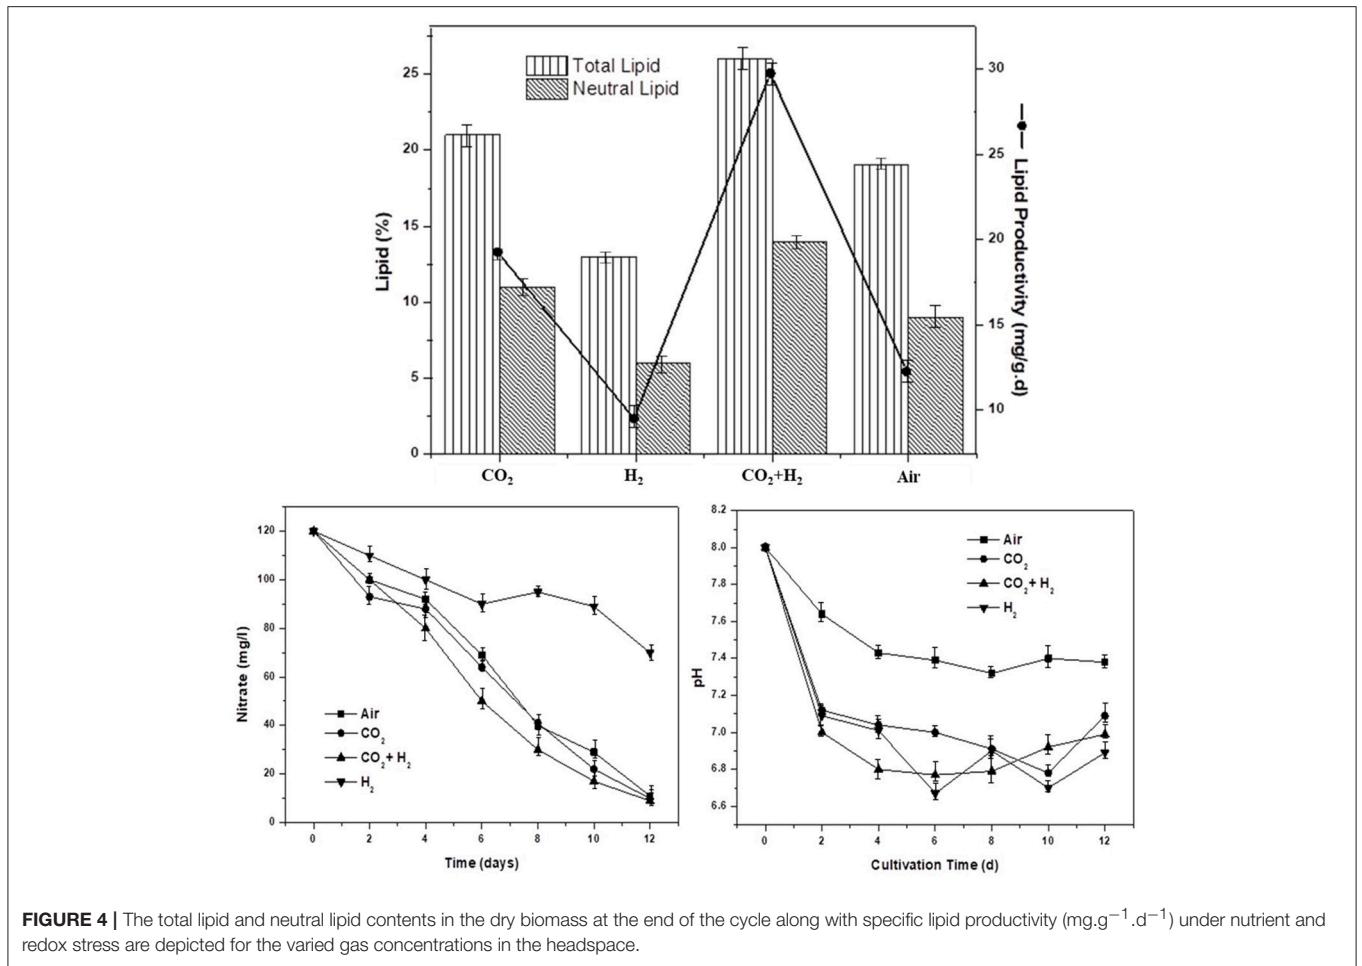 Total Lipid
Neutral Lipid
Lipid (%)
25
20
15
10
5
0
30
25
20
15
10
Lipid Productivity (mg/g.d)
CO₂ H₂ CO₂+H₂ Air
Nitrate (mg/l)
120
100
80
60
40
20
0
Air
CO₂
CO₂+ H₂
H₂
0 2 4 6 8 10 12
Time (days)
pH
8.2
8.0
7.8
7.6
7.4
7.2
7.0
6.8
6.6
Air
CO₂
CO₂+ H₂
H₂
0 2 4 6 8 10 12
Cultivation Time (d)
FIGURE 4 | The total lipid and neutral lipid contents in the dry biomass at the end of the cycle along with specific lipid productivity (mg.g⁻¹.d⁻¹) under nutrient and
redox stress are depicted for the varied gas concentrations in the headspace.